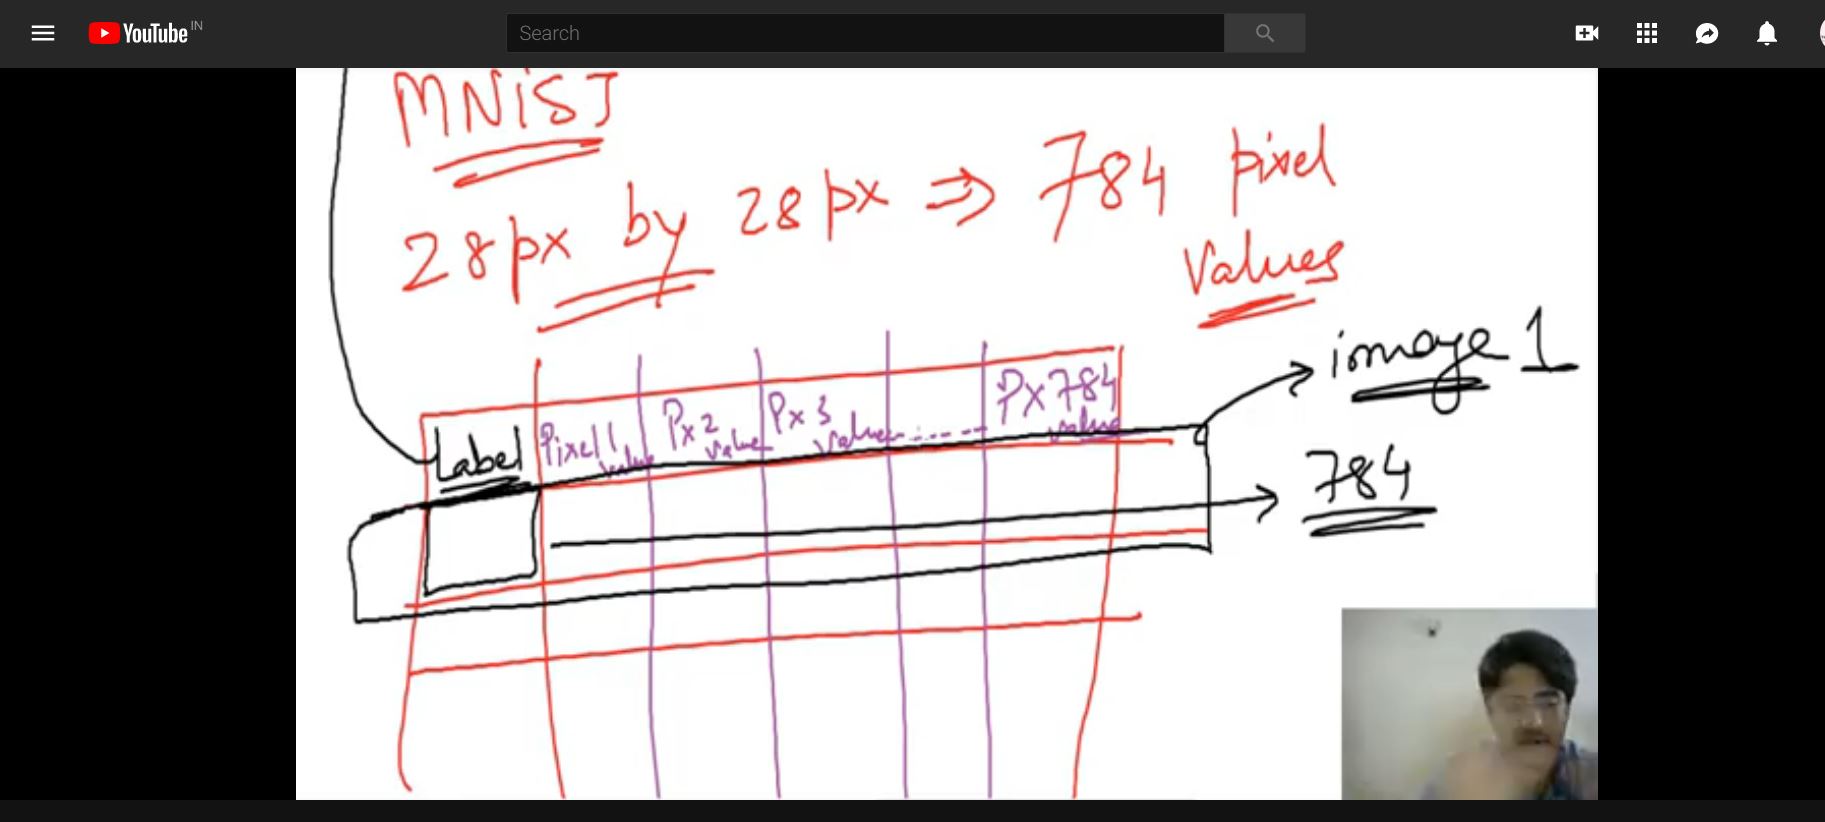 YouTube IN
Search
MNiST
28px by 28px ⇒ 784 pixel
values
image 1
Label
Pixel 1 value
Px 2 value
Px 3 value
......
Px 784 value
784